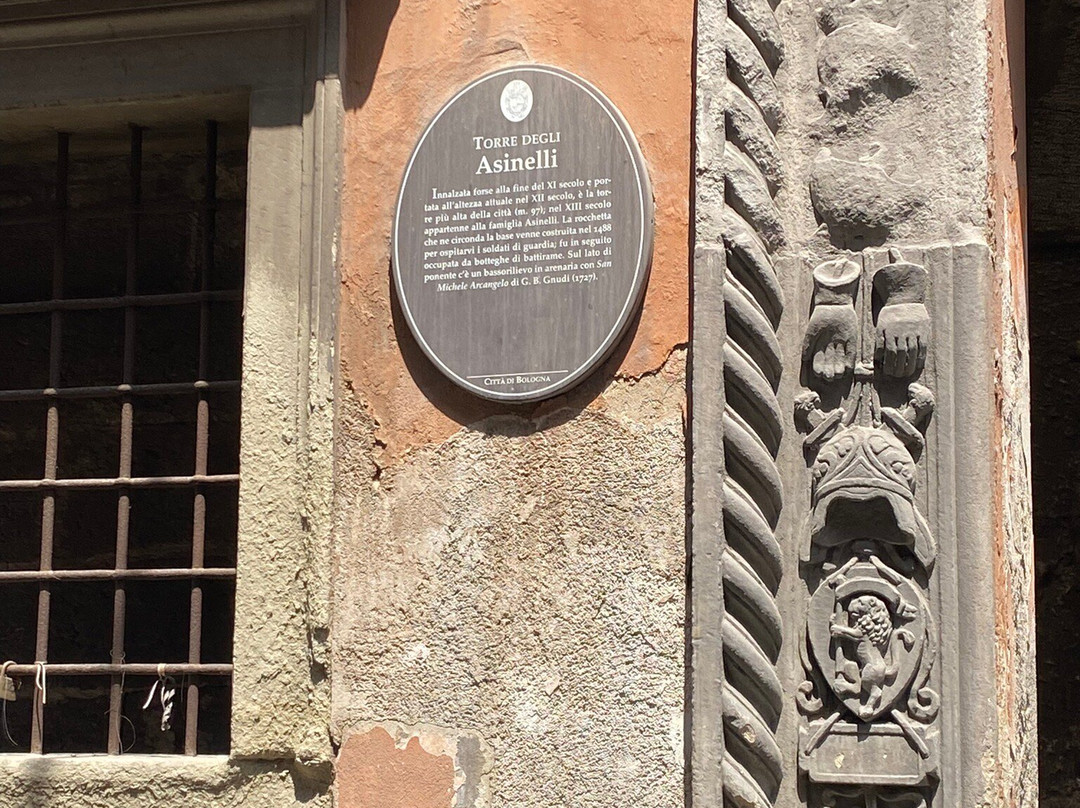 TORRE DEGLI
Asinelli
Innalzata forse alla fine del XI secolo e por-
tata all'altezza attuale nel XII secolo, è la tor-
re più alta della città (m. 97); nel XIII secolo
appartenne alla famiglia Asinelli. La rocchetta
che ne circonda la base venne costruita nel 1488
per ospitarvi i soldati di guardia; fu in seguito
occupata da botteghe di battirame. Sul lato di
ponente c'è un bassorilievo in arenaria con San
Michele Arcangelo di G. B. Gnudi (1727).
CITTÀ DI BOLOGNA